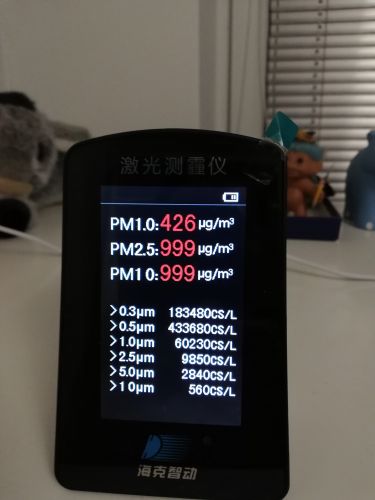 激光测霾仪
PM1.0:426μg/m³
PM2.5:999μg/m³
PM10:999μg/m³
>0.3μm 183480CS/L
>0.5μm 433680CS/L
>1.0μm 60230CS/L
>2.5μm 9850CS/L
>5.0μm 2840CS/L
>10μm 560CS/L
海克智动